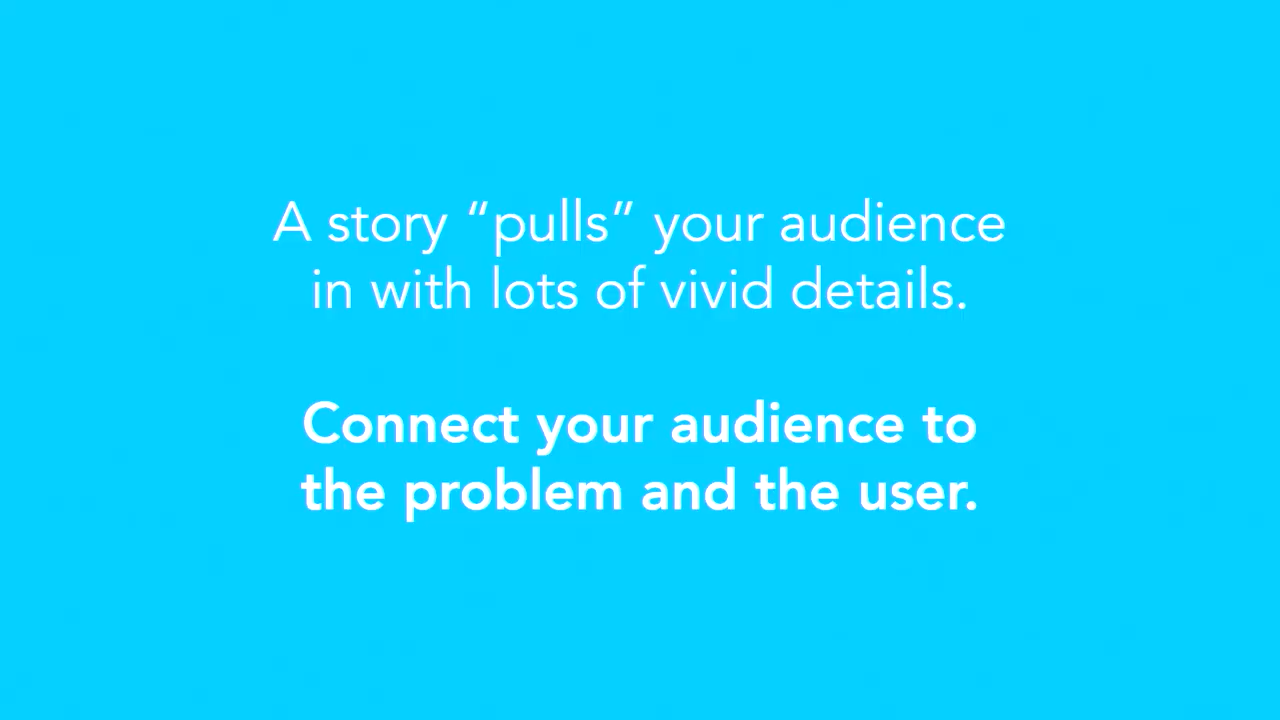 A story “pulls” your audience
in with lots of vivid details.
Connect your audience to
the problem and the user.